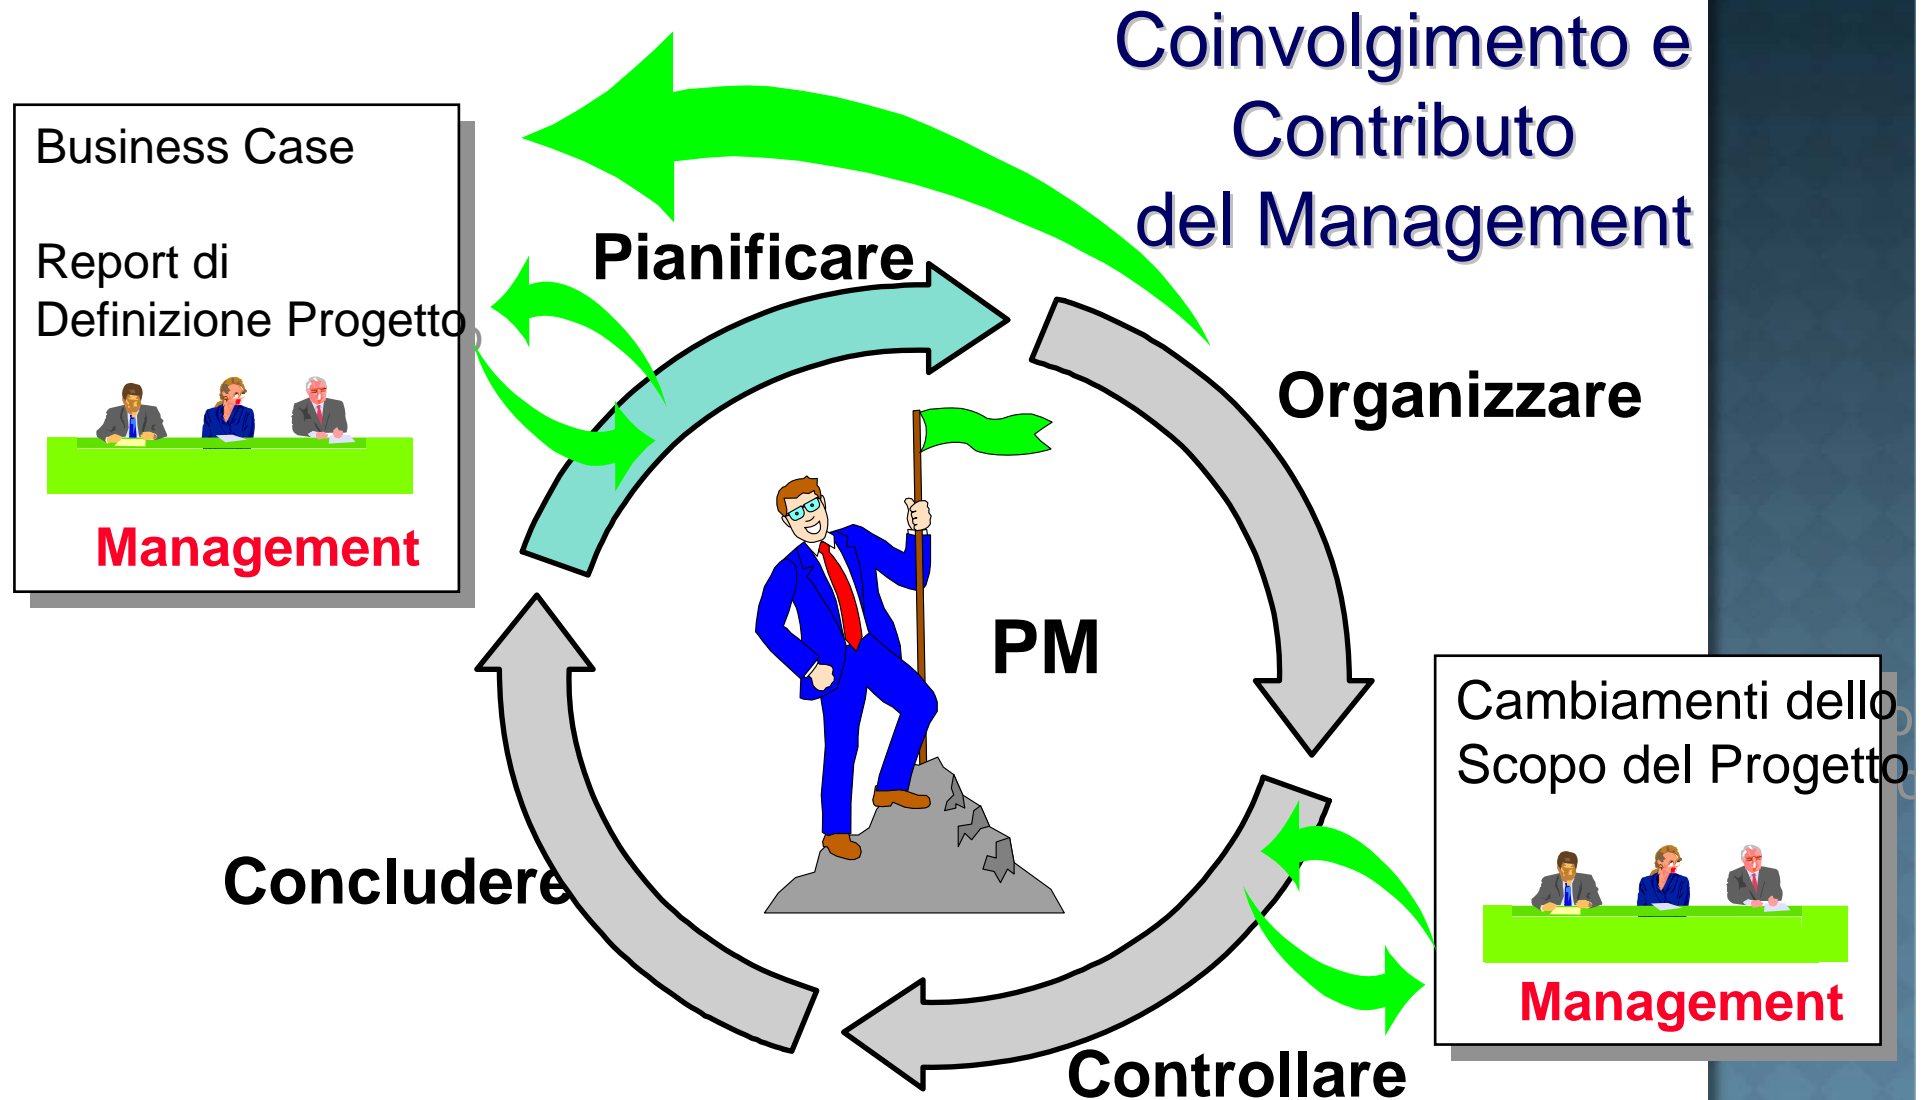 Coinvolgimento e
Contributo
del Management
Business Case
Report di
Definizione Progetto
Management
Pianificare
Organizzare
PM
Cambiamenti dello
Scopo del Progetto
Management
Concludere
Controllare